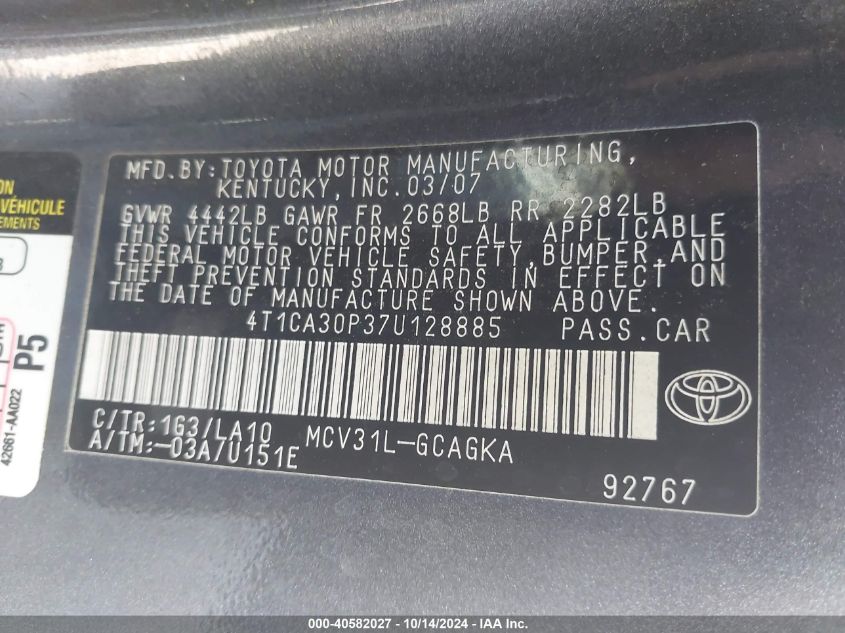 MFD.BY:TOYOTA MOTOR MANUFACTURING,
KENTUCKY,INC.03/07
GVWR 4442LB GAWR FR 2668LB RR 2282LB
THIS VEHICLE CONFORMS TO ALL APPLICABLE
FEDERAL MOTOR VEHICLE SAFETY,BUMPER,AND
THEFT PREVENTION STANDARDS IN EFFECT ON
THE DATE OF MANUFACTURE SHOWN ABOVE.
4T1CA30P37U128885 PASS.CAR
C/TR:1G3/LA10 MCV31L-GCAGKA
A/TM:-03A/U151E
92767
VÉHICULE
P5
42661-AA022
000-40582027 - 10/14/2024 - IAA Inc.